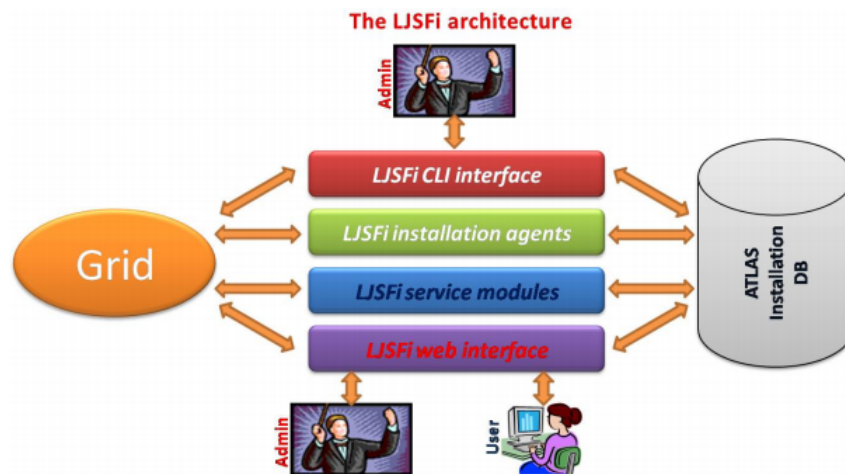 The LJSFi architecture
Admin
LJSFi CLI interface
LJSFi installation agents
Grid
ATLAS
Installation
DB
LJSFi service modules
LJSFi web interface
Admin
User